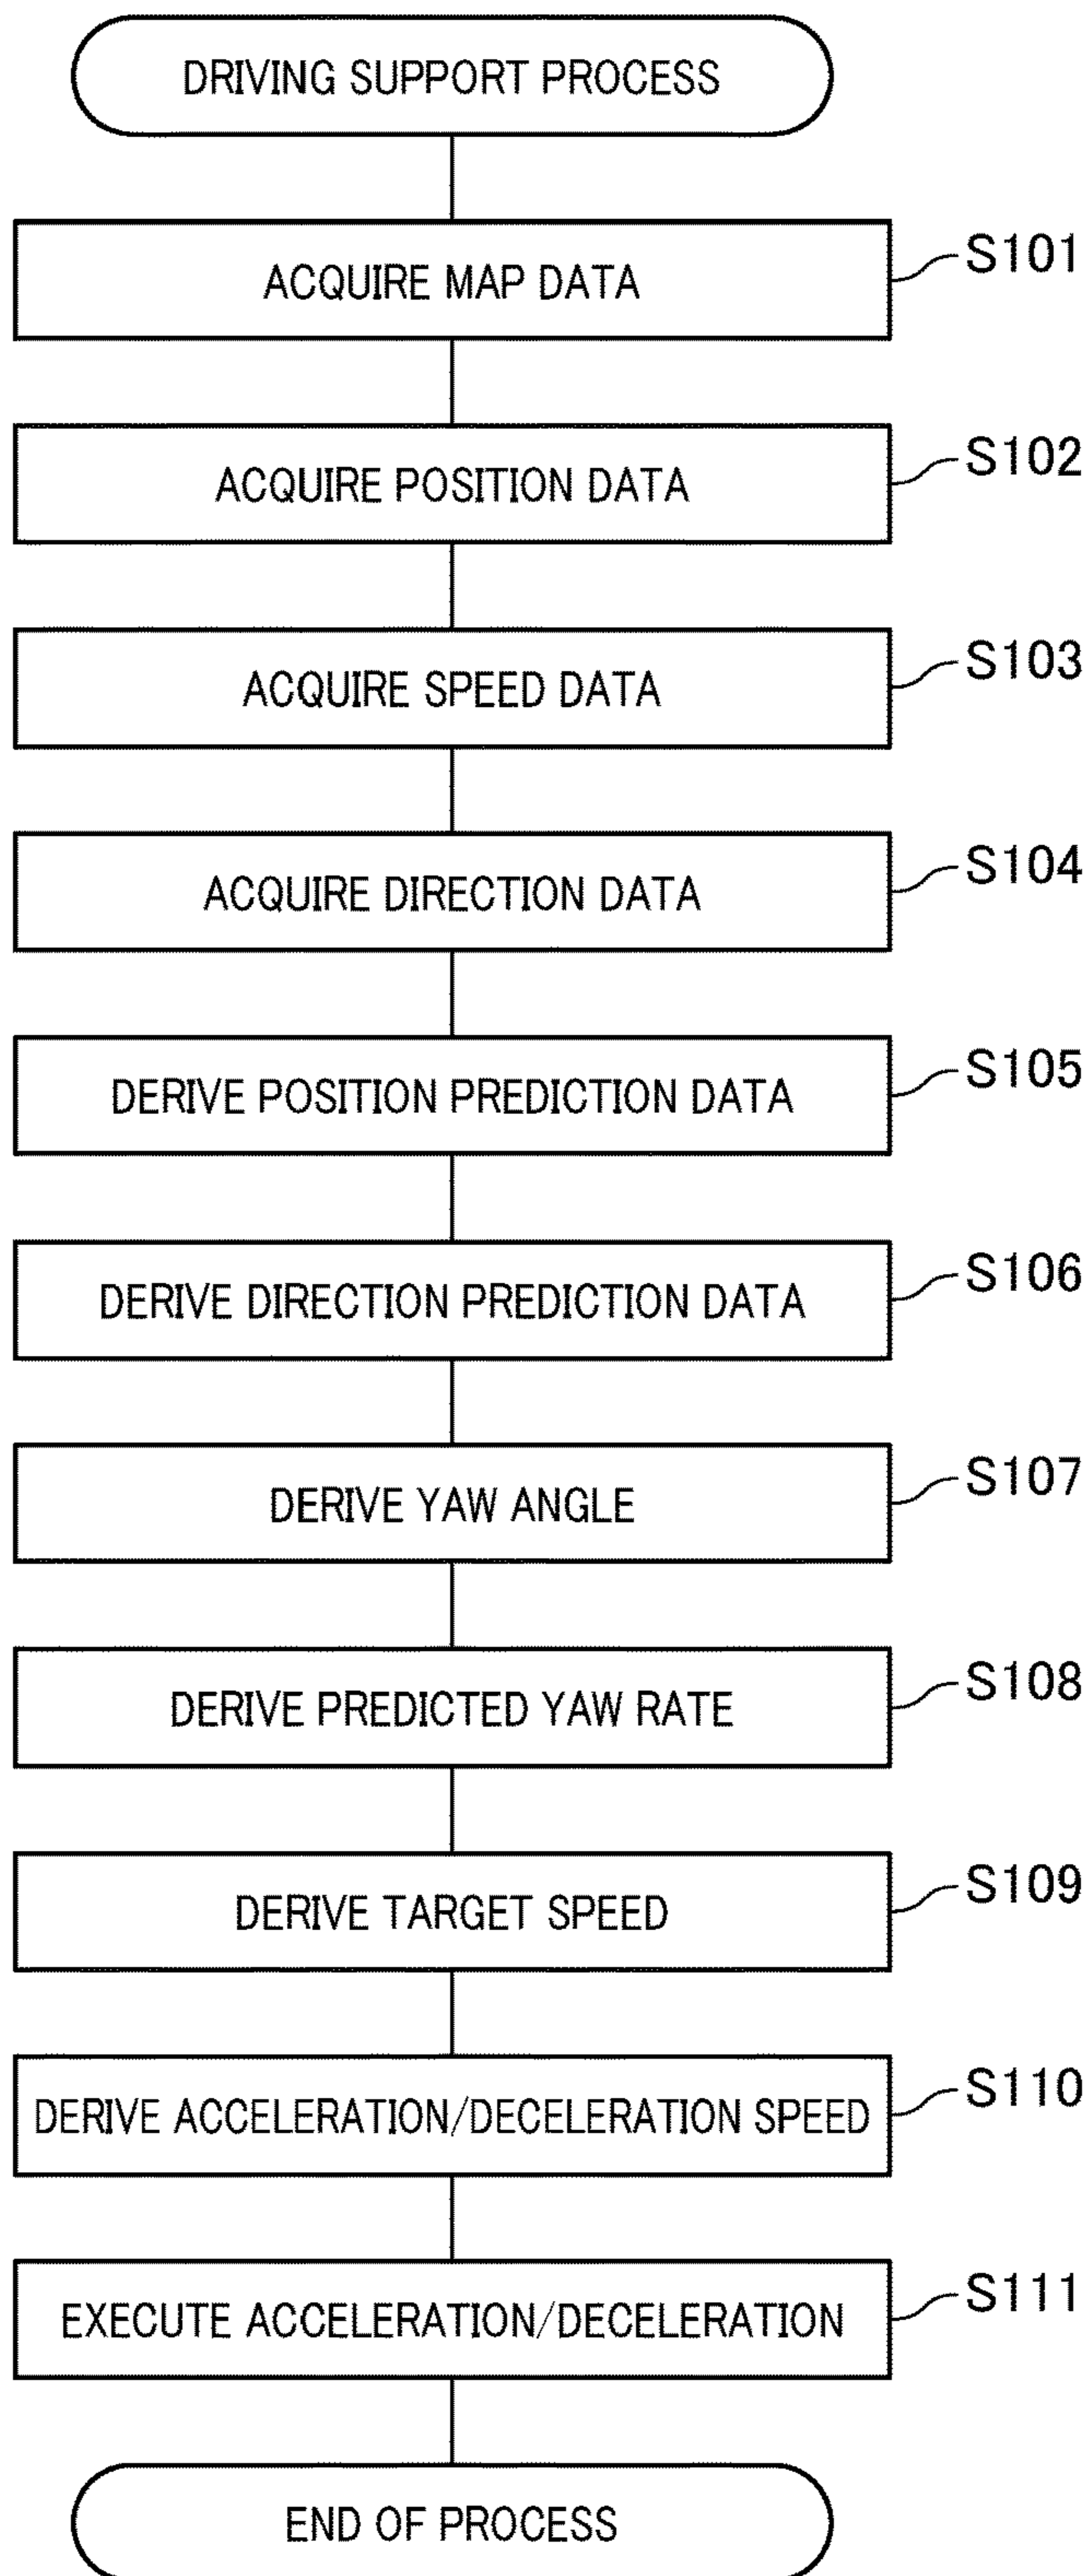 DRIVING SUPPORT PROCESS
ACQUIRE MAP DATA
S101
ACQUIRE POSITION DATA
S102
ACQUIRE SPEED DATA
S103
ACQUIRE DIRECTION DATA
S104
DERIVE POSITION PREDICTION DATA
S105
DERIVE DIRECTION PREDICTION DATA
S106
DERIVE YAW ANGLE
S107
DERIVE PREDICTED YAW RATE
S108
DERIVE TARGET SPEED
S109
DERIVE ACCELERATION/DECELERATION SPEED
S110
EXECUTE ACCELERATION/DECELERATION
S111
END OF PROCESS